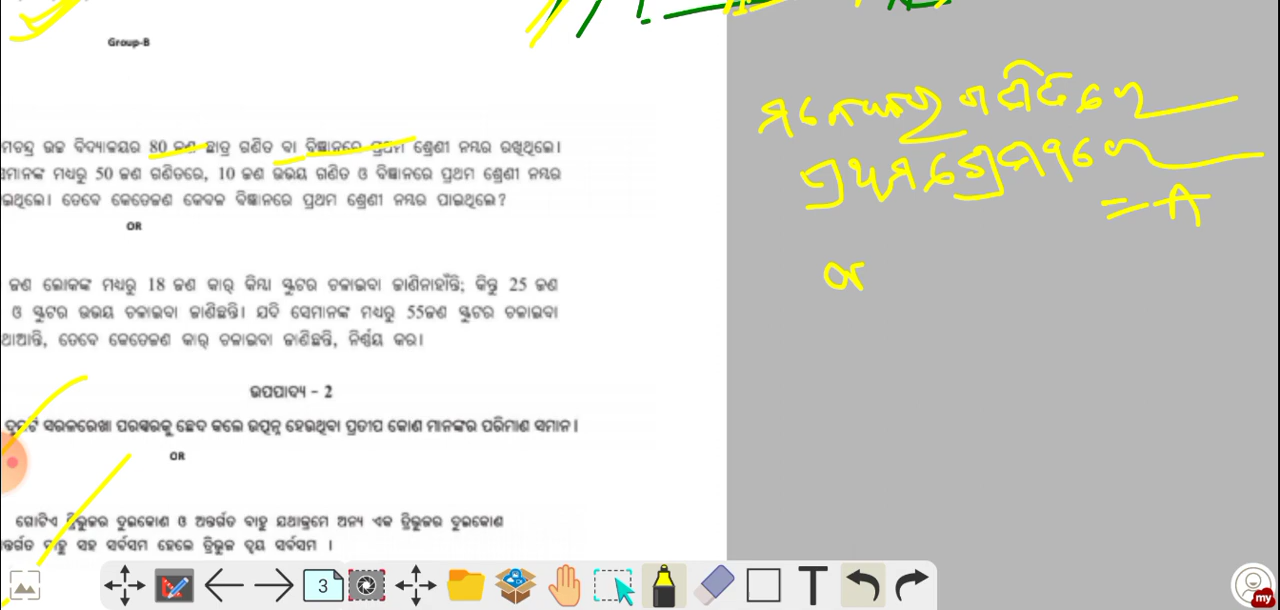 Group-B
ମଚନ୍ଦ୍ର ଉଚ୍ଚ ବିଦ୍ୟାଳୟର 80 ଜଣ ଛାତ୍ର ଗଣିତ ବା ବିଜ୍ଞାନରେ ପ୍ରଥମ ଶ୍ରେଣୀ ନମ୍ବର ରଖିଥିଲେ।
ସମାନଙ୍କ ମଧ୍ୟରୁ 50 ଜଣ ଗଣିତରେ, 10 ଜଣ ଉଭୟ ଗଣିତ ଓ ବିଜ୍ଞାନରେ ପ୍ରଥମ ଶ୍ରେଣୀ ନମ୍ବର
ଇଥିଲେ। ତେବେ କେତେଜଣ କେବଳ ବିଜ୍ଞାନରେ ପ୍ରଥମ ଶ୍ରେଣୀ ନମ୍ବର ପାଇଥିଲେ?
= A
OR
or
ଜଣ ଲୋକଙ୍କ ମଧ୍ୟରୁ 18 ଜଣ କାର୍ କିମ୍ବା ସ୍କୁଟର ଚଳାଇବା ଜାଣିନାହାଁନ୍ତି; କିନ୍ତୁ 25 ଜଣ
ଓ ସ୍କୁଟର ଉଭୟ ଚଳାଇବା ଜାଣିଛନ୍ତି। ଯଦି ସେମାନଙ୍କ ମଧ୍ୟରୁ 55ଜଣ ସ୍କୁଟର ଚଳାଇବା
ଥାଆନ୍ତି, ତେବେ କେତେଜଣ କାର୍ ଚଳାଇବା ଜାଣିଛନ୍ତି, ନିର୍ଣ୍ଣୟ କର।
ଉପପାଦ୍ୟ – 2
ଦୁଇଟି ସରଳରେଖା ପରସ୍ପରକୁ ଛେଦ କଲେ ଉତ୍ପନ୍ନ ହେଉଥିବା ପ୍ରତୀପ କୋଣ ମାନଙ୍କର ପରିମାଣ ସମାନ।
OR
ଗୋଟିଏ ତ୍ରିଭୁଜର ଦୁଇକୋଣ ଓ ଅନ୍ତର୍ଗତ ବାହୁ ଯଥାକ୍ରମେ ଅନ୍ୟ ଏକ ତ୍ରିଭୁଜର ଦୁଇକୋଣ
ନ୍ତର୍ଗତ ବାହୁ ସହ ସର୍ବସମ ହେଲେ ତ୍ରିଭୁଜ ଦ୍ୱୟ ସର୍ବସମ ।
3
T
my